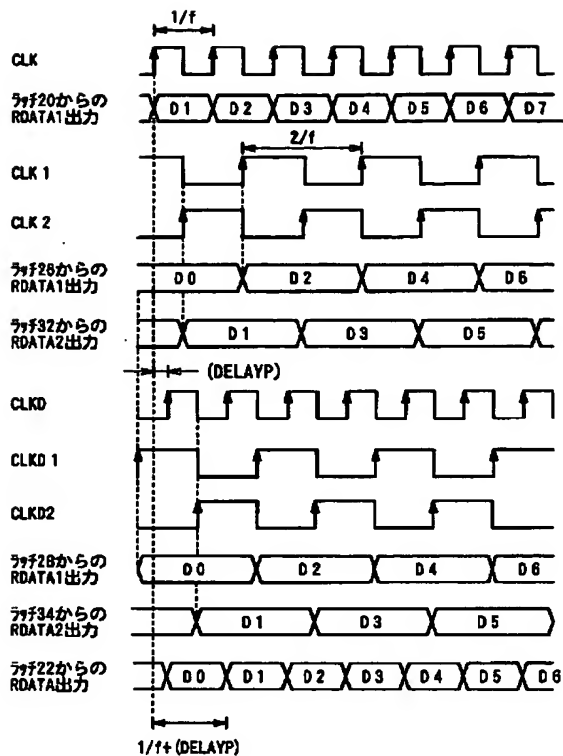 1/f
CLK
ラッチ20からの
RDATA1出力
D1 D2 D3 D4 D5 D6 D7
2/f
CLK 1
CLK 2
ラッチ26からの
RDATA1出力
D0 D2 D4 D6
ラッチ32からの
RDATA2出力
D1 D3 D5
(DELAYP)
CLKD
CLKD 1
CLKD2
ラッチ28からの
RDATA1出力
D0 D2 D4 D6
ラッチ34からの
RDATA2出力
D1 D3 D5
ラッチ22からの
RDATA出力
D0 D1 D2 D3 D4 D5 D6
1/f+(DELAYP)